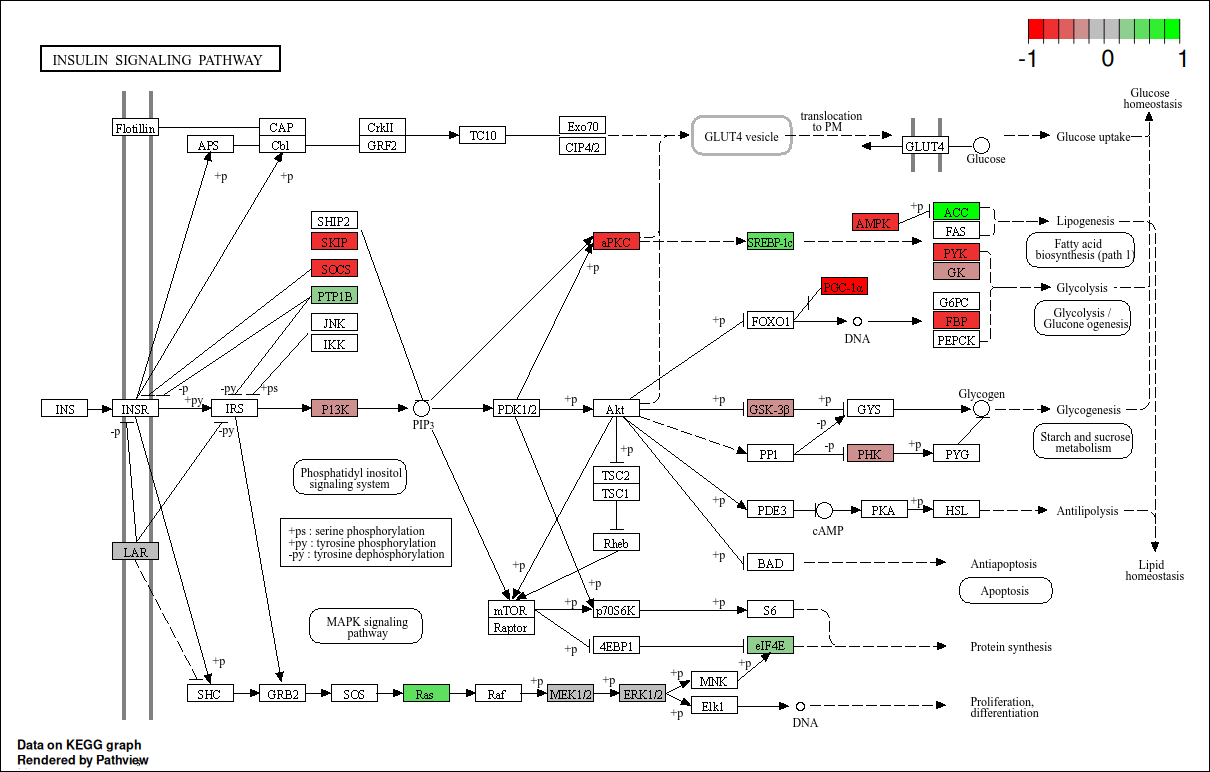 -1 0 1
INSULIN SIGNALING PATHWAY
Glucose
homeostasis
Flotillin
CAP
Cbl
APS
CrkII
GRF2
TC10
Exo70
CIP4/2
GLUT4 vesicle
translocation
to PM
GLUT4
Glucose
Glucose uptake
+p
+p
SHIP2
SKIP
SOCS
PTP1B
JNK
IKK
aPKC
+p
SREBP-1c
AMPK
+p
ACC
FAS
Lipogenesis
Fatty acid
biosynthesis (path 1)
PYK
GK
Glycolysis
PGC-1α
G6PC
FBP
PEPCK
Glycolysis /
Glucone ogenesis
+p
FOXO1
DNA
-p
+py
-py
+ps
INS
INSR
IRS
P13K
PIP3
PDK1/2
+p
Akt
+p
GSK-3β
+p
GYS
Glycogen
Glycogenesis
-p
-py
-p
-p
+p
PP1
PHK
+p
PYG
Starch and sucrose
metabolism
Phosphatidyl inositol
signaling system
TSC2
TSC1
+p
PDE3
cAMP
PKA
+p
HSL
Antilipolysis
+ps : serine phosphorylation
+py : tyrosine phosphorylation
-py : tyrosine dephosphorylation
LAR
Rheb
+p
BAD
Antiapoptosis
Apoptosis
Lipid
homeostasis
+p
+p
mTOR
Raptor
+p
p70S6K
+p
S6
MAPK signaling
pathway
+p
4EBP1
eIF4E
Protein synthesis
+p
SHC
GRB2
SOS
Ras
Raf
+p
MEK1/2
+p
ERK1/2
+p
MNK
+p
+p
Elk1
DNA
Proliferation,
differentiation
Data on KEGG graph
Rendered by Pathview